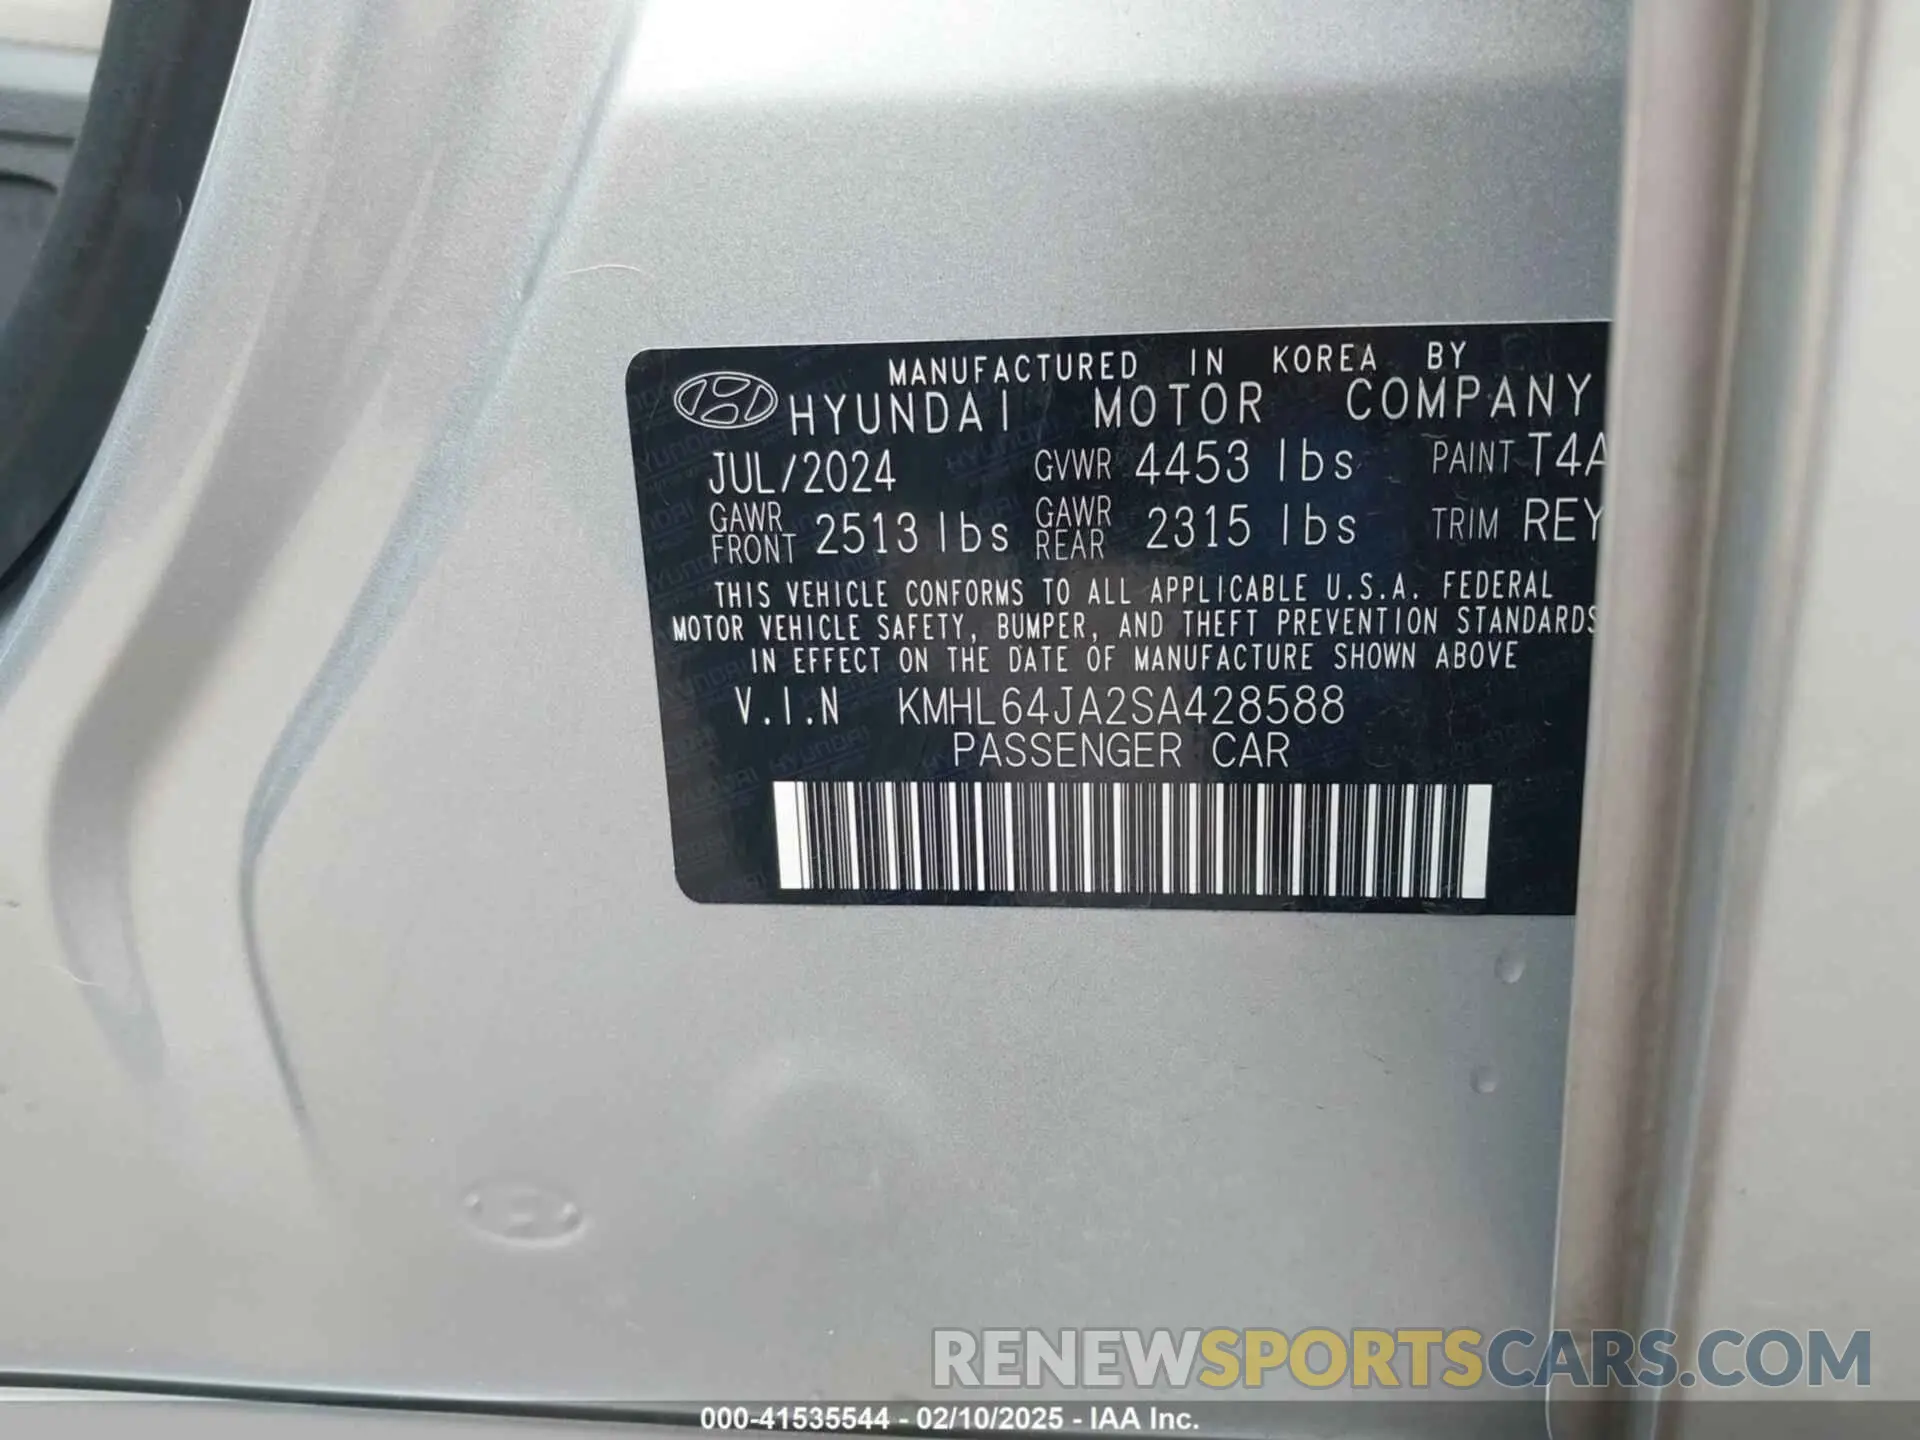 MANUFACTURED IN KOREA BY
HYUNDAI MOTOR COMPANY
JUL/2024 GVWR 4453 lbs PAINT T4A
GAWR FRONT 2513 lbs GAWR REAR 2315 lbs TRIM REY
THIS VEHICLE CONFORMS TO ALL APPLICABLE U.S.A. FEDERAL
MOTOR VEHICLE SAFETY, BUMPER, AND THEFT PREVENTION STANDARDS
IN EFFECT ON THE DATE OF MANUFACTURE SHOWN ABOVE
V.I.N KMHL64JA2SA428588
PASSENGER CAR
RENEWSPORTSCARS.COM
000-41535544 - 02/10/2025 - IAA Inc.